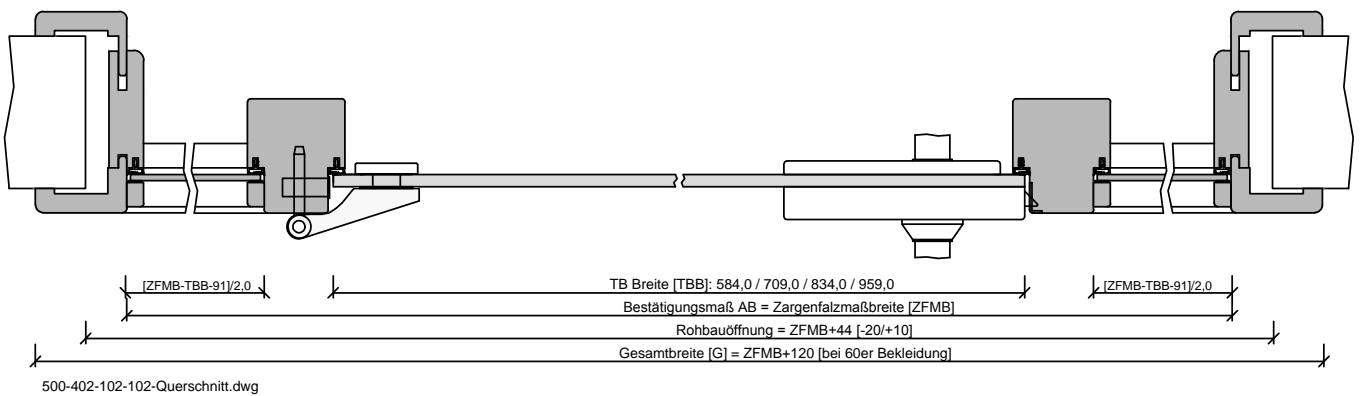 [ZFMB-TBB-91]/2,0
TB Breite [TBB]: 584,0 / 709,0 / 834,0 / 959,0
[ZFMB-TBB-91]/2,0
Bestätigungsmaß AB = Zargenfalzmaßbreite [ZFMB]
Rohbauöffnung = ZFMB+44 [-20/+10]
Gesamtbreite [G] = ZFMB+120 [bei 60er Bekleidung]
500-402-102-102-Querschnitt.dwg